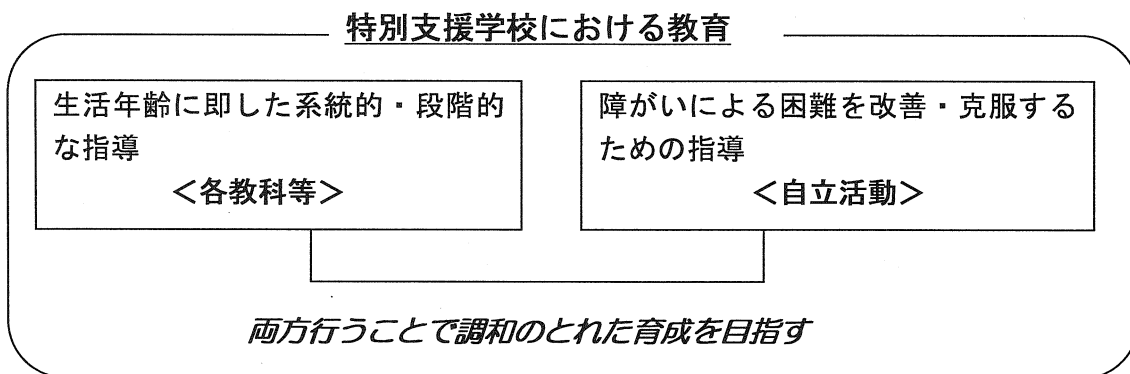 特別支援学校における教育
生活年齢に即した系統的・段階的
な指導
＜各教科等＞
障がいによる困難を改善・克服する
ための指導
＜自立活動＞
両方行うことで調和のとれた育成を目指す